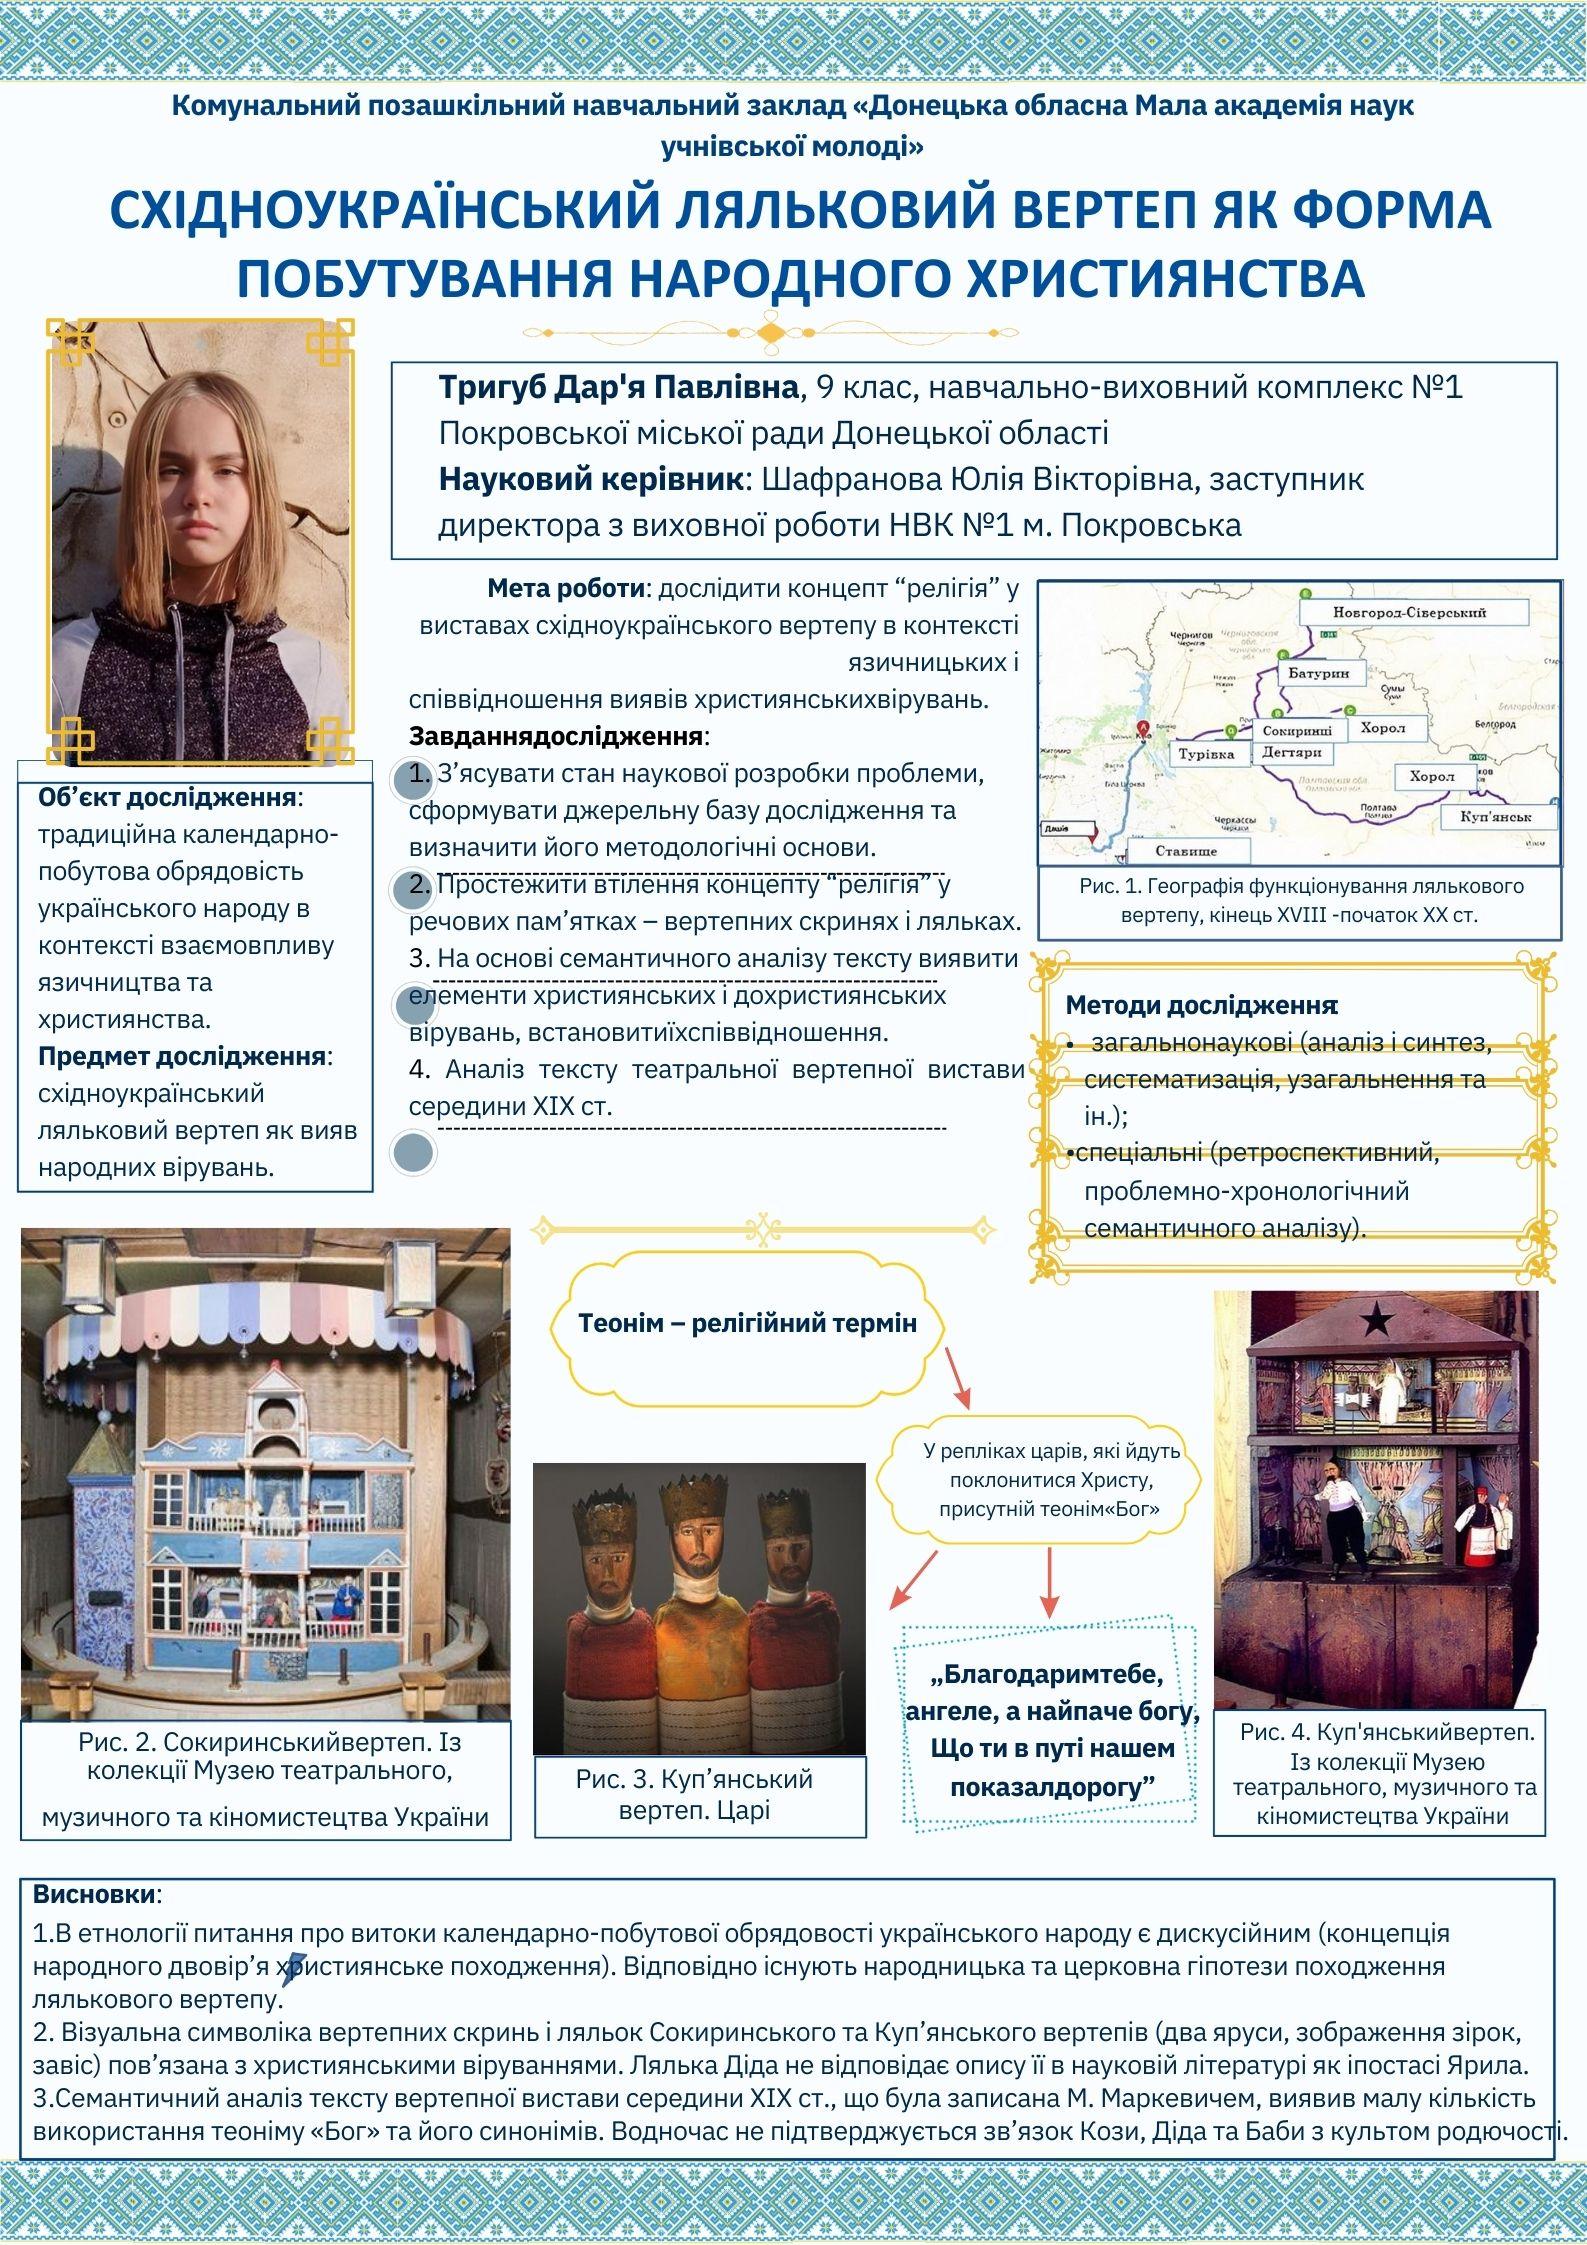 Комунальний позашкільний навчальний заклад «Донецька обласна Мала академія наук
учнівської молоді»
СХІДНОУКРАЇНСЬКИЙ ЛЯЛЬКОВИЙ ВЕРТЕП ЯК ФОРМА
ПОБУТУВАННЯ НАРОДНОГО ХРИСТИЯНСТВА
Тригуб Дар'я Павлівна, 9 клас, навчально-виховний комплекс №1
Покровської міської ради Донецької області
Науковий керівник: Шафранова Юлія Вікторівна, заступник
директора з виховної роботи НВК №1 м. Покровська
Об’єкт дослідження:
традиційна календарно-
побутова обрядовість
українського народу в
контексті взаємовпливу
язичництва та
християнства.
Предмет дослідження:
східноукраїнський
ляльковий вертеп як вияв
народних вірувань.
Мета роботи: дослідити концепт “релігія” у
виставах східноукраїнського вертепу в контексті
язичницьких і
співвідношення виявів християнськихвірувань.
Завданнядослідження:
1. З’ясувати стан наукової розробки проблеми,
сформувати джерельну базу дослідження та
визначити його методологічні основи.
2. Простежити втілення концепту “релігія” у
речових пам’ятках – вертепних скринях і ляльках.
3. На основі семантичного аналізу тексту виявити
елементи християнських і дохристиянських
вірувань, встановитиїхспіввідношення.
4. Аналіз тексту театральної вертепної вистави
середини XIX ст.
Новгород-Сіверський
Чернигов
Батурин
Сумы
Сокиринці
Хорол
Белгород
Турівка
Дегтяри
Хорол
Полтава
Куп'янськ
Черкассы
Дашів
Ставище
Рис. 1. Географія функціонування лялькового
вертепу, кінець XVIII -початок XX ст.
Методи дослідження:
• загальнонаукові (аналіз і синтез,
систематизація, узагальнення та
ін.);
•спеціальні (ретроспективний,
проблемно-хронологічний
семантичного аналізу).
Теонім – релігійний термін
У репліках царів, які йдуть
поклонитися Христу,
присутній теонім«Бог»
„Благодаримтебе,
ангеле, а найпаче богу,
Що ти в путі нашем
показалдорогу”
Рис. 2. Сокиринськийвертеп. Із
колекції Музею театрального,
музичного та кіномистецтва України
Рис. 3. Куп’янський
вертеп. Царі
Рис. 4. Куп'янськийвертеп.
Із колекції Музею
театрального, музичного та
кіномистецтва України
Висновки:
1.В етнології питання про витоки календарно-побутової обрядовості українського народу є дискусійним (концепція
народного двовір’я християнське походження). Відповідно існують народницька та церковна гіпотези походження
лялькового вертепу.
2. Візуальна символіка вертепних скринь і ляльок Сокиринського та Куп’янського вертепів (два яруси, зображення зірок,
завіс) пов’язана з християнськими віруваннями. Лялька Діда не відповідає опису її в науковій літературі як іпостасі Ярила.
3.Семантичний аналіз тексту вертепної вистави середини XIX ст., що була записана М. Маркевичем, виявив малу кількість
використання теоніму «Бог» та його синонімів. Водночас не підтверджується зв’язок Кози, Діда та Баби з культом родючості.